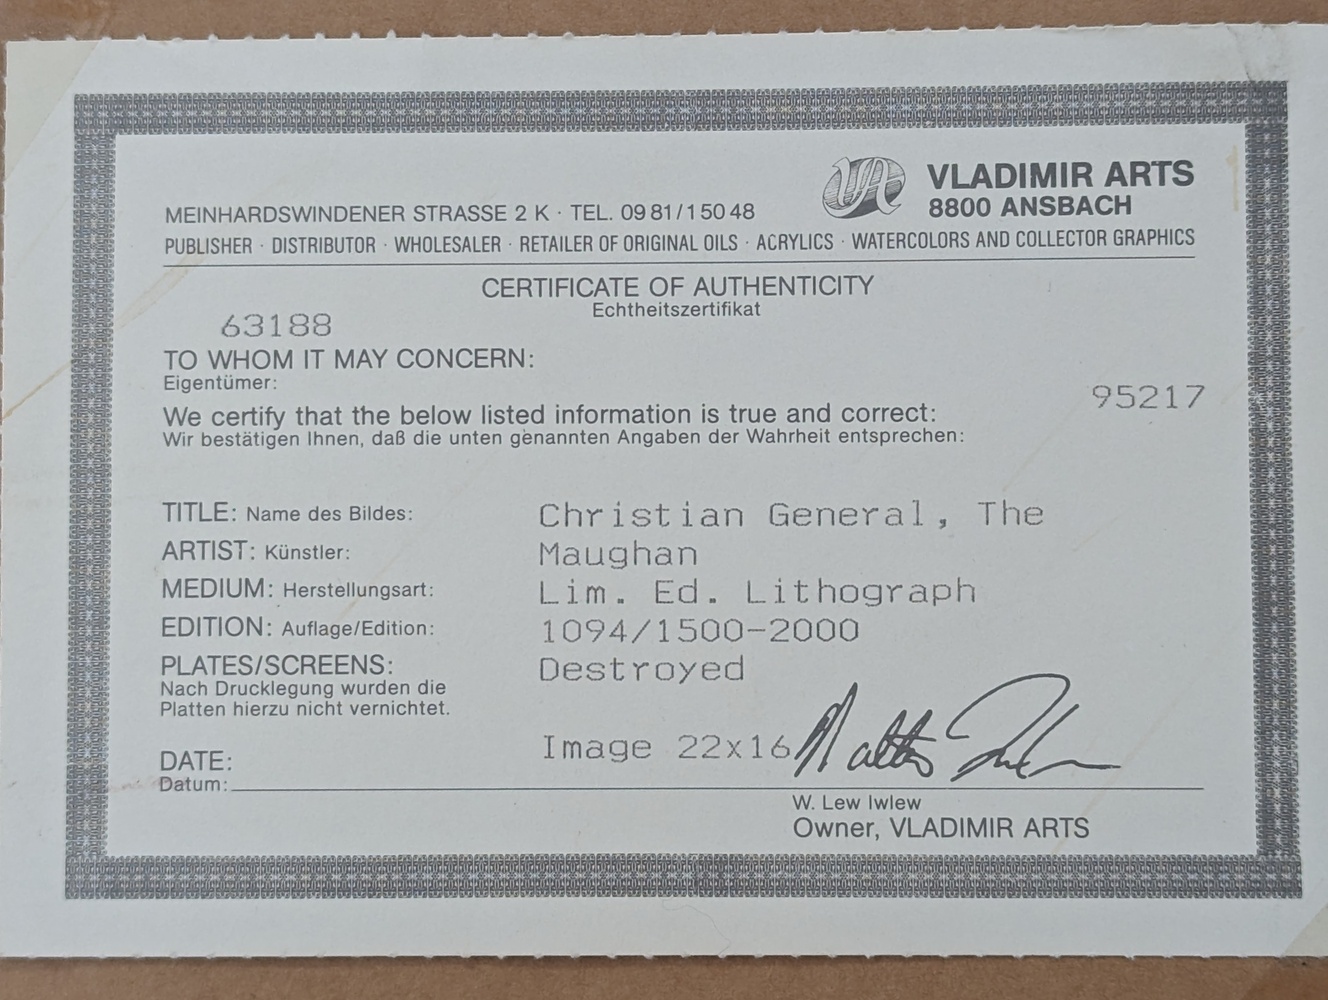 VA
VLADIMIR ARTS
8800 ANSBACH
MEINHARDSWINDENER STRASSE 2 K · TEL. 09 81 / 1 50 48
PUBLISHER · DISTRIBUTOR · WHOLESALER · RETAILER OF ORIGINAL OILS · ACRYLICS · WATERCOLORS AND COLLECTOR GRAPHICS
CERTIFICATE OF AUTHENTICITY
Echtheitszertifikat
63188
TO WHOM IT MAY CONCERN:
Eigentümer:
95217
We certify that the below listed information is true and correct:
Wir bestätigen Ihnen, daß die unten genannten Angaben der Wahrheit entsprechen:
TITLE: Name des Bildes: Christian General, The
ARTIST: Künstler: Maughan
MEDIUM: Herstellungsart: Lim. Ed. Lithograph
EDITION: Auflage/Edition: 1094/1500-2000
PLATES/SCREENS: Destroyed
Nach Drucklegung wurden die
Platten hierzu nicht vernichtet.
DATE: Image 22x16
Datum:
W. Lew Iwlew
Owner, VLADIMIR ARTS